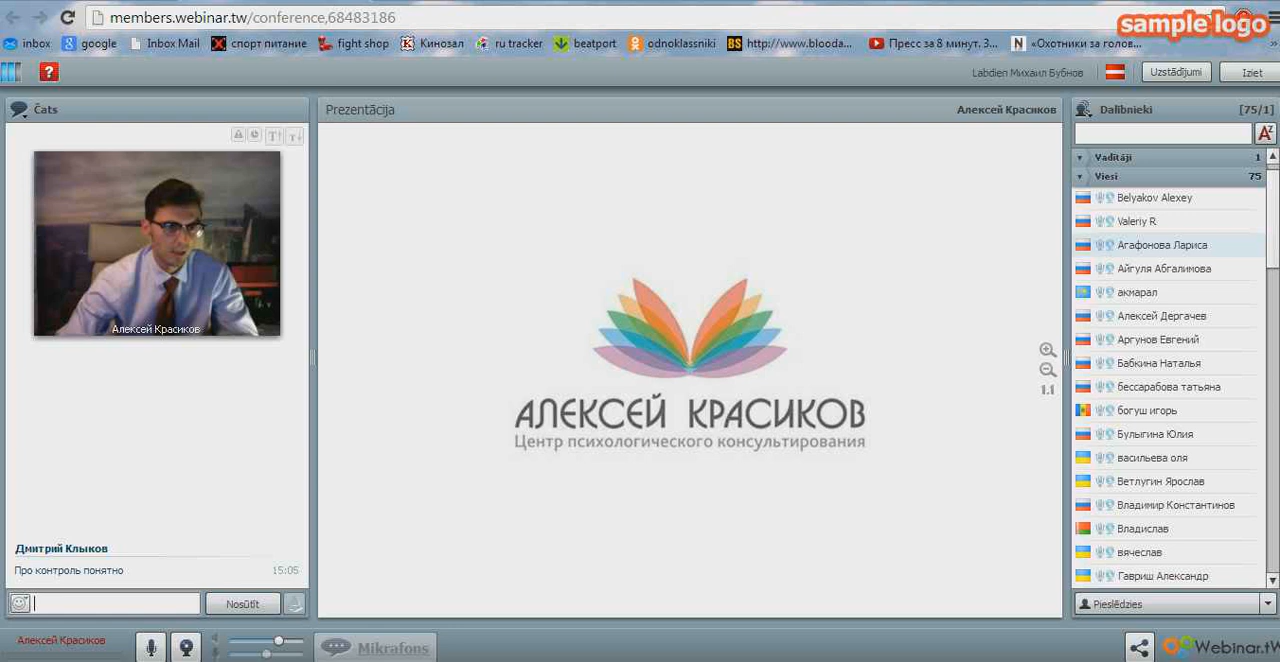 members.webinar.tw/conference,68483186
sample logo
inbox
google
Inbox Mail
спорт питание
fight shop
Кинозал
ru tracker
beatport
odnoklassniki
http://www.blooda...
Пресс за 8 минут. 3...
«Охотники за голов...
»
?
Labdien Михаил Бубнов
Uzstādījumi
Iziet
Čats
Алексей Красиков
Дмитрий Клыков
Про контроль понятно 15:05
Nosūtīt
Prezentācija
Алексей Красиков
АЛЕКСЕЙ КРАСИКОВ
Центр психологического консультирования
1.1
Dalībnieki [75/1]
Vadītāji 1
Viesi 75
Belyakov Alexey
Valeriy R.
Агафонова Лариса
Айгуля Абгалимова
акмарал
Алексей Дергачев
Аргунов Евгений
Бабкина Наталья
бессарабова татьяна
богуш игорь
Булыгина Юлия
васильева оля
Ветлугин Ярослав
Владимир Константинов
Владислав
вячеслав
Гавриш Александр
Pieslēdzies
Алексей Красиков
Mikrafons
Webinar.tw